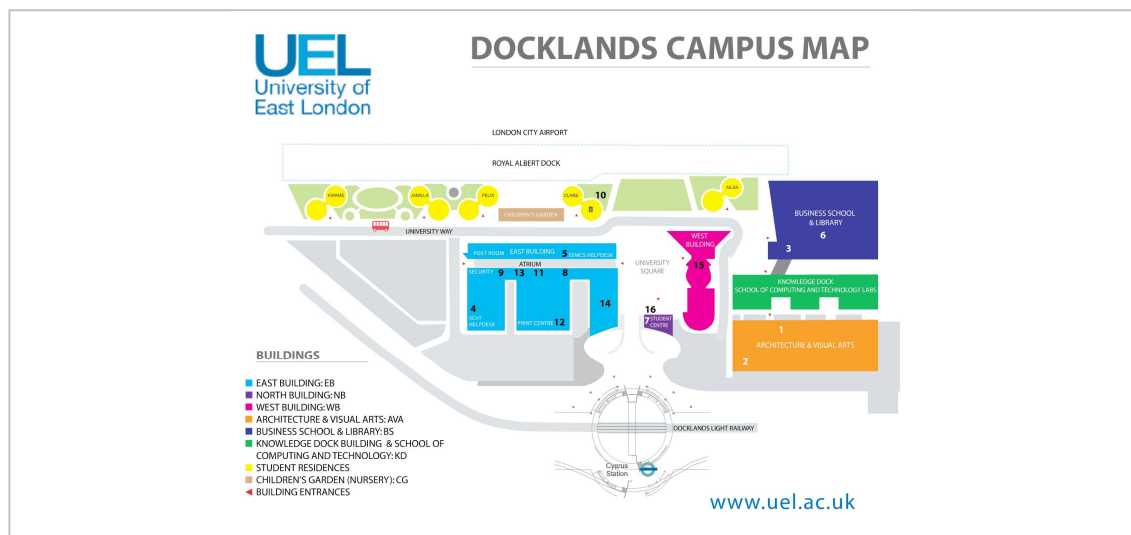 UEL
University of
East London
DOCKLANDS CAMPUS MAP
LONDON CITY AIRPORT
ROYAL ALBERT DOCK
KWAME
JAMILLA
FELIX
CLARE
10
AILSA
8
CHILDREN'S GARDEN
UNIVERSITY WAY
BUSINESS SCHOOL
& LIBRARY
6
3
WEST
BUILDING
15
POST ROOM
EAST BUILDING
5 SSMCS HELPDESK
ATRIUM
UNIVERSITY
SQUARE
SECURITY 9 13 11 8
KNOWLEDGE DOCK
SCHOOL OF COMPUTING AND TECHNOLOGY LABS
4
SCoT
HELPDESK
PRINT CENTRE 12
14
16
7 STUDENT
CENTRE
1
ARCHITECTURE & VISUAL ARTS
2
BUILDINGS
EAST BUILDING: EB
NORTH BUILDING: NB
WEST BUILDING: WB
ARCHITECTURE & VISUAL ARTS: AVA
BUSINESS SCHOOL & LIBRARY: BS
KNOWLEDGE DOCK BUILDING & SCHOOL OF
COMPUTING AND TECHNOLOGY: KD
STUDENT RESIDENCES
CHILDREN'S GARDEN (NURSERY): CG
BUILDING ENTRANCES
DOCKLANDS LIGHT RAILWAY
Cyprus
Station
www.uel.ac.uk